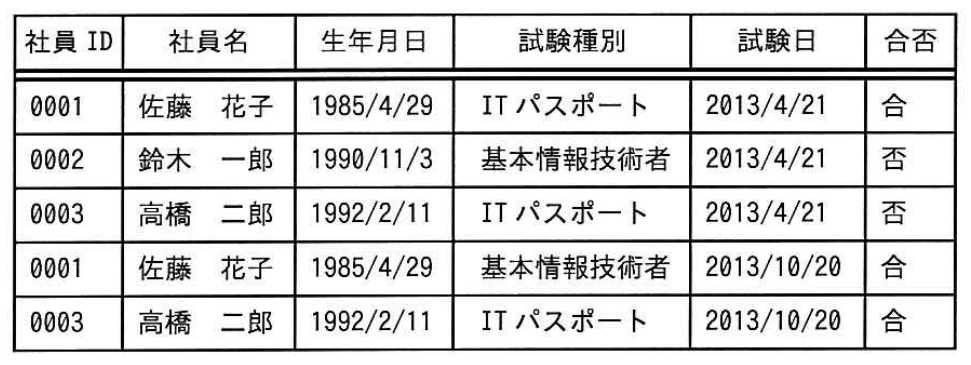 社員 ID 社員名 生年月日 試験種別 試験日 合否
0001 佐藤　花子 1985/4/29 IT パスポート 2013/4/21 合
0002 鈴木　一郎 1990/11/3 基本情報技術者 2013/4/21 否
0003 高橋　二郎 1992/2/11 IT パスポート 2013/4/21 否
0001 佐藤　花子 1985/4/29 基本情報技術者 2013/10/20 合
0003 高橋　二郎 1992/2/11 IT パスポート 2013/10/20 合